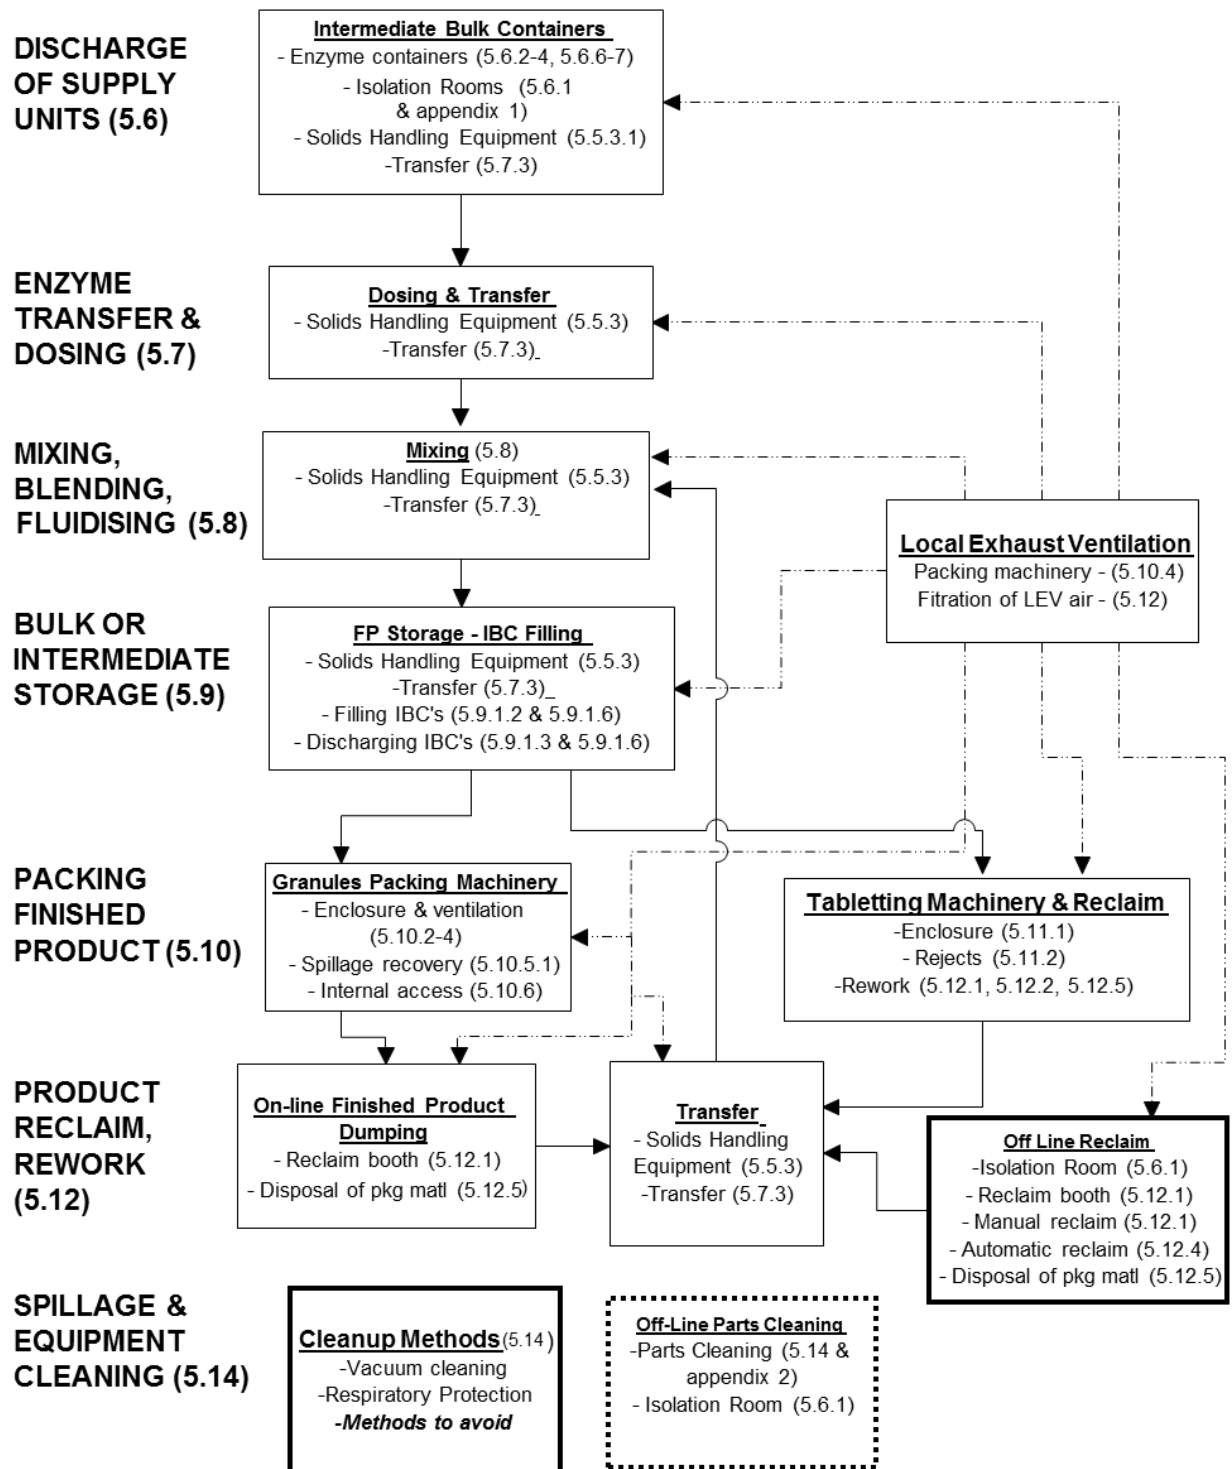 DISCHARGE
OF SUPPLY
UNITS (5.6)
Intermediate Bulk Containers
- Enzyme containers (5.6.2-4, 5.6.6-7)
- Isolation Rooms (5.6.1
& appendix 1)
- Solids Handling Equipment (5.5.3.1)
-Transfer (5.7.3)
ENZYME
TRANSFER &
DOSING (5.7)
Dosing & Transfer
- Solids Handling Equipment (5.5.3)
-Transfer (5.7.3)
MIXING,
BLENDING,
FLUIDISING (5.8)
Mixing (5.8)
- Solids Handling Equipment (5.5.3)
-Transfer (5.7.3)
Local Exhaust Ventilation
Packing machinery - (5.10.4)
Fitration of LEV air - (5.12)
BULK OR
INTERMEDIATE
STORAGE (5.9)
FP Storage - IBC Filling
- Solids Handling Equipment (5.5.3)
-Transfer (5.7.3)
- Filling IBC's (5.9.1.2 & 5.9.1.6)
- Discharging IBC's (5.9.1.3 & 5.9.1.6)
PACKING
FINISHED
PRODUCT (5.10)
Granules Packing Machinery
- Enclosure & ventilation
(5.10.2-4)
- Spillage recovery (5.10.5.1)
- Internal access (5.10.6)
Tabletting Machinery & Reclaim
-Enclosure (5.11.1)
- Rejects (5.11.2)
-Rework (5.12.1, 5.12.2, 5.12.5)
PRODUCT
RECLAIM,
REWORK
(5.12)
On-line Finished Product
Dumping
- Reclaim booth (5.12.1)
- Disposal of pkg matl (5.12.5)
Transfer
- Solids Handling
Equipment (5.5.3)
-Transfer (5.7.3)
Off Line Reclaim
-Isolation Room (5.6.1)
- Reclaim booth (5.12.1)
- Manual reclaim (5.12.1)
- Automatic reclaim (5.12.4)
- Disposal of pkg matl (5.12.5)
SPILLAGE &
EQUIPMENT
CLEANING (5.14)
Cleanup Methods (5.14)
-Vacuum cleaning
-Respiratory Protection
-Methods to avoid
Off-Line Parts Cleaning
-Parts Cleaning (5.14 &
appendix 2)
- Isolation Room (5.6.1)